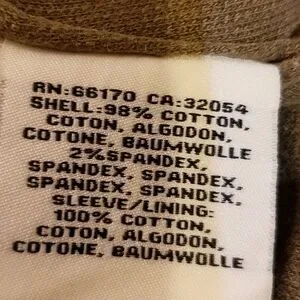 RN:66170 CA:32054
SHELL:98% COTTON,
COTON, ALGODON,
COTONE, BAUMWOLLE
2%SPANDEX,
SPANDEX, SPANDEX,
SPANDEX, SPANDEX,
SLEEVE/LINING:
100% COTTON,
COTON, ALGODON,
COTONE, BAUMWOLLE